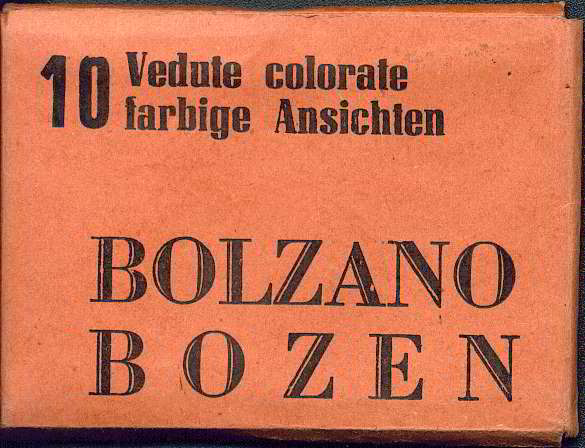 10 Vedute colorate
farbige Ansichten
BOLZANO
BOZEN